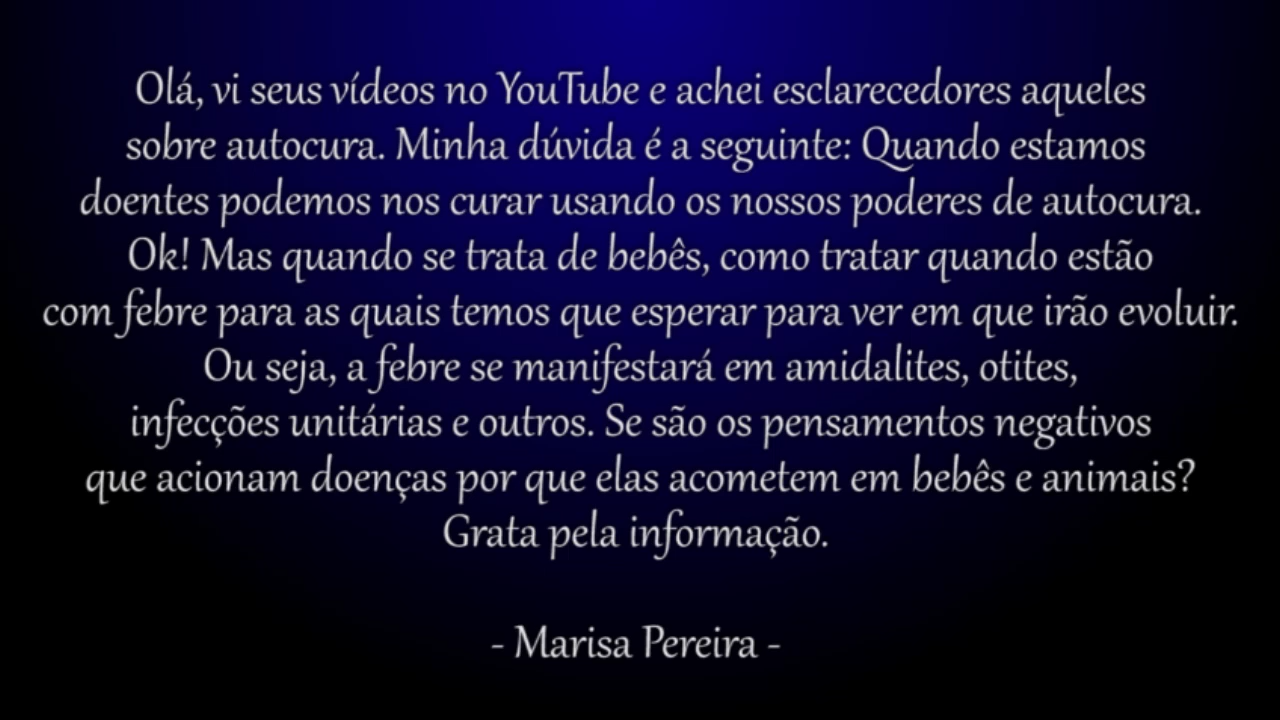 Olá, vi seus vídeos no YouTube e achei esclarecedores aqueles
sobre autocura. Minha dúvida é a seguinte: Quando estamos
doentes podemos nos curar usando os nossos poderes de autocura.
Ok! Mas quando se trata de bebês, como tratar quando estão
com febre para as quais temos que esperar para ver em que irão evoluir.
Ou seja, a febre se manifestará em amidalites, otites,
infecções unitárias e outros. Se são os pensamentos negativos
que acionam doenças por que elas acometem em bebês e animais?
Grata pela informação.
- Marisa Pereira -